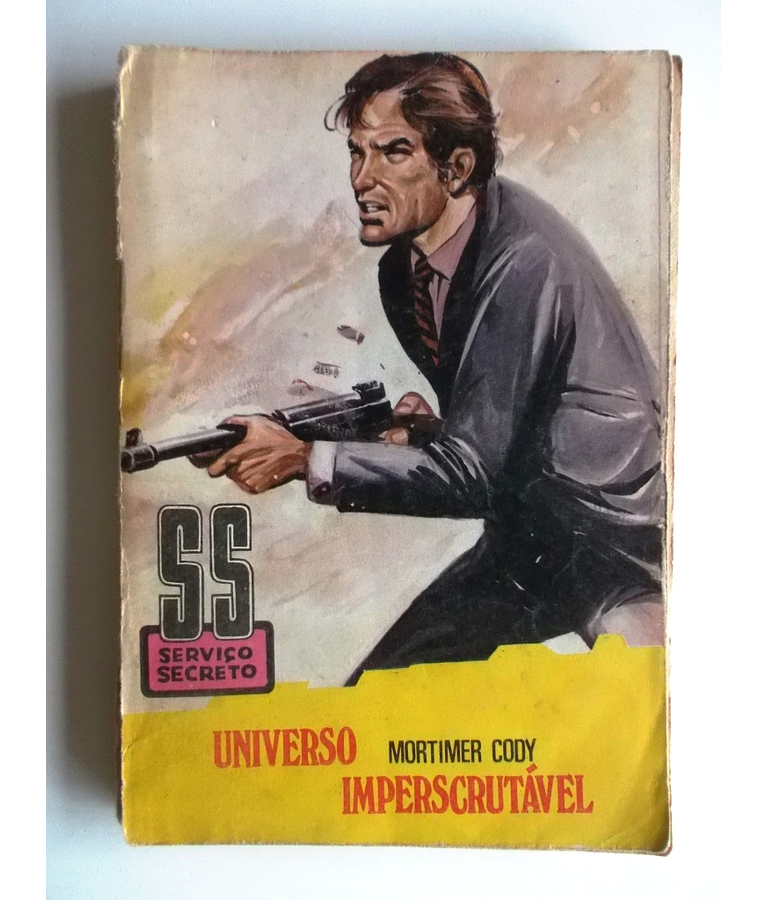 SS
SERVIÇO
SECRETO
UNIVERSO
MORTIMER CODY
IMPERSCRUTÁVEL